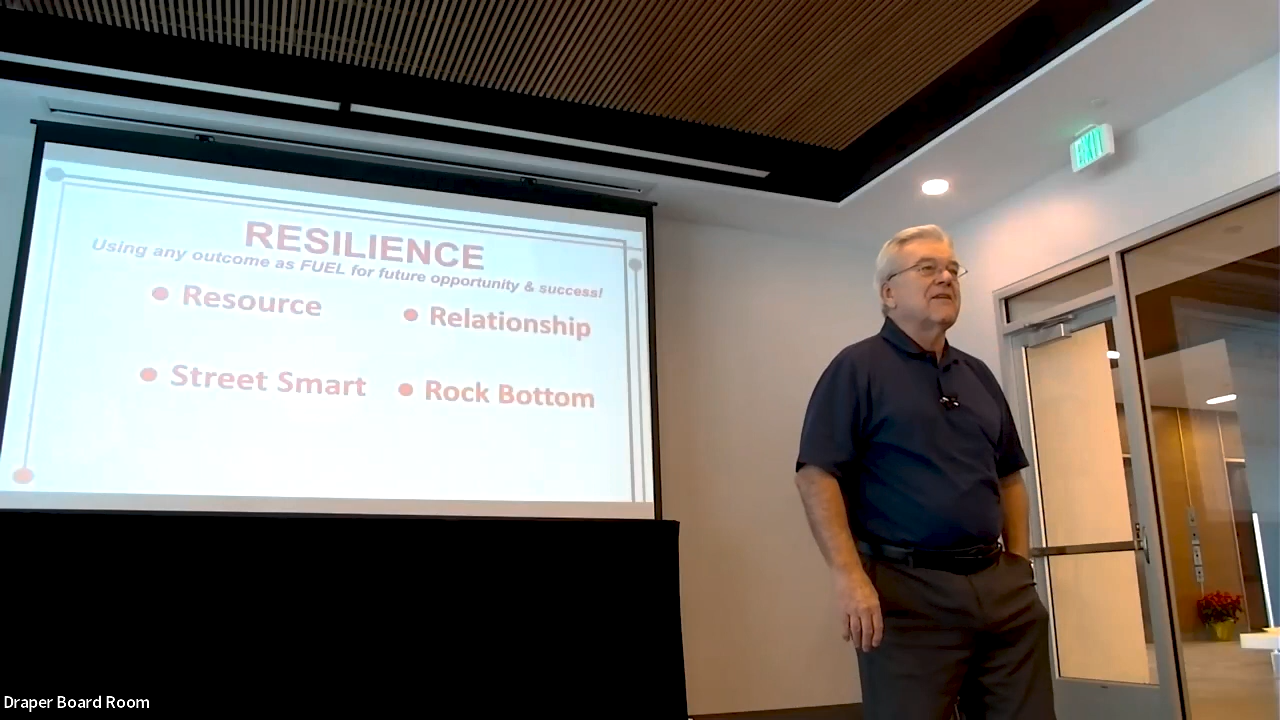 EXIT
RESILIENCE
Using any outcome as FUEL for future opportunity & success!
Resource
Relationship
Street Smart
Rock Bottom
Draper Board Room